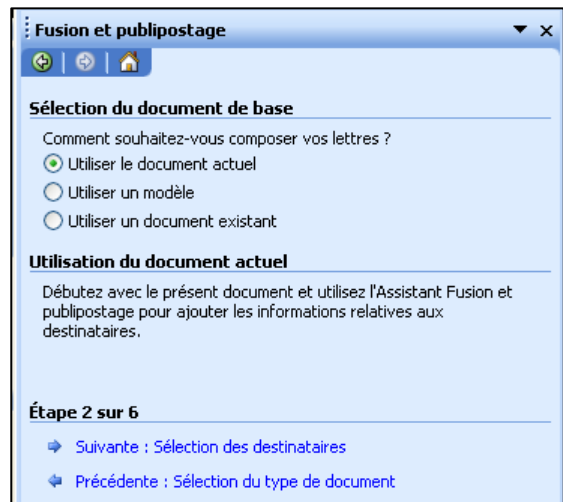 Fusion et publipostage
Sélection du document de base
Comment souhaitez-vous composer vos lettres ?
Utiliser le document actuel
Utiliser un modèle
Utiliser un document existant
Utilisation du document actuel
Débutez avec le présent document et utilisez l'Assistant Fusion et
publipostage pour ajouter les informations relatives aux
destinataires.
Étape 2 sur 6
Suivante : Sélection des destinataires
Précédente : Sélection du type de document